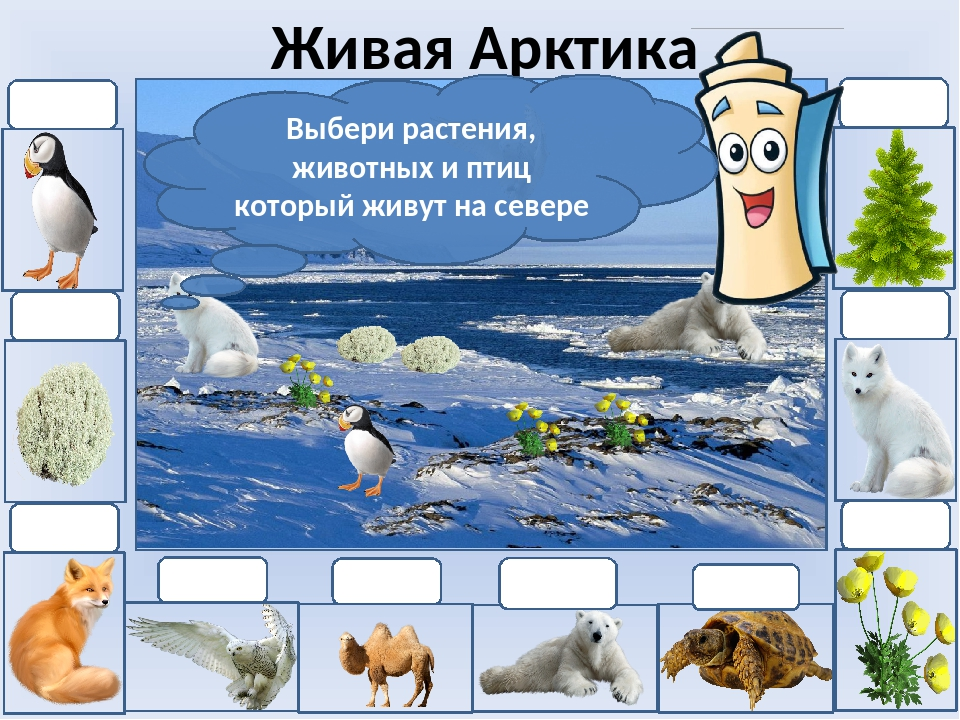 Живая Арктика
Выбери растения,
животных и птиц
который живут на севере